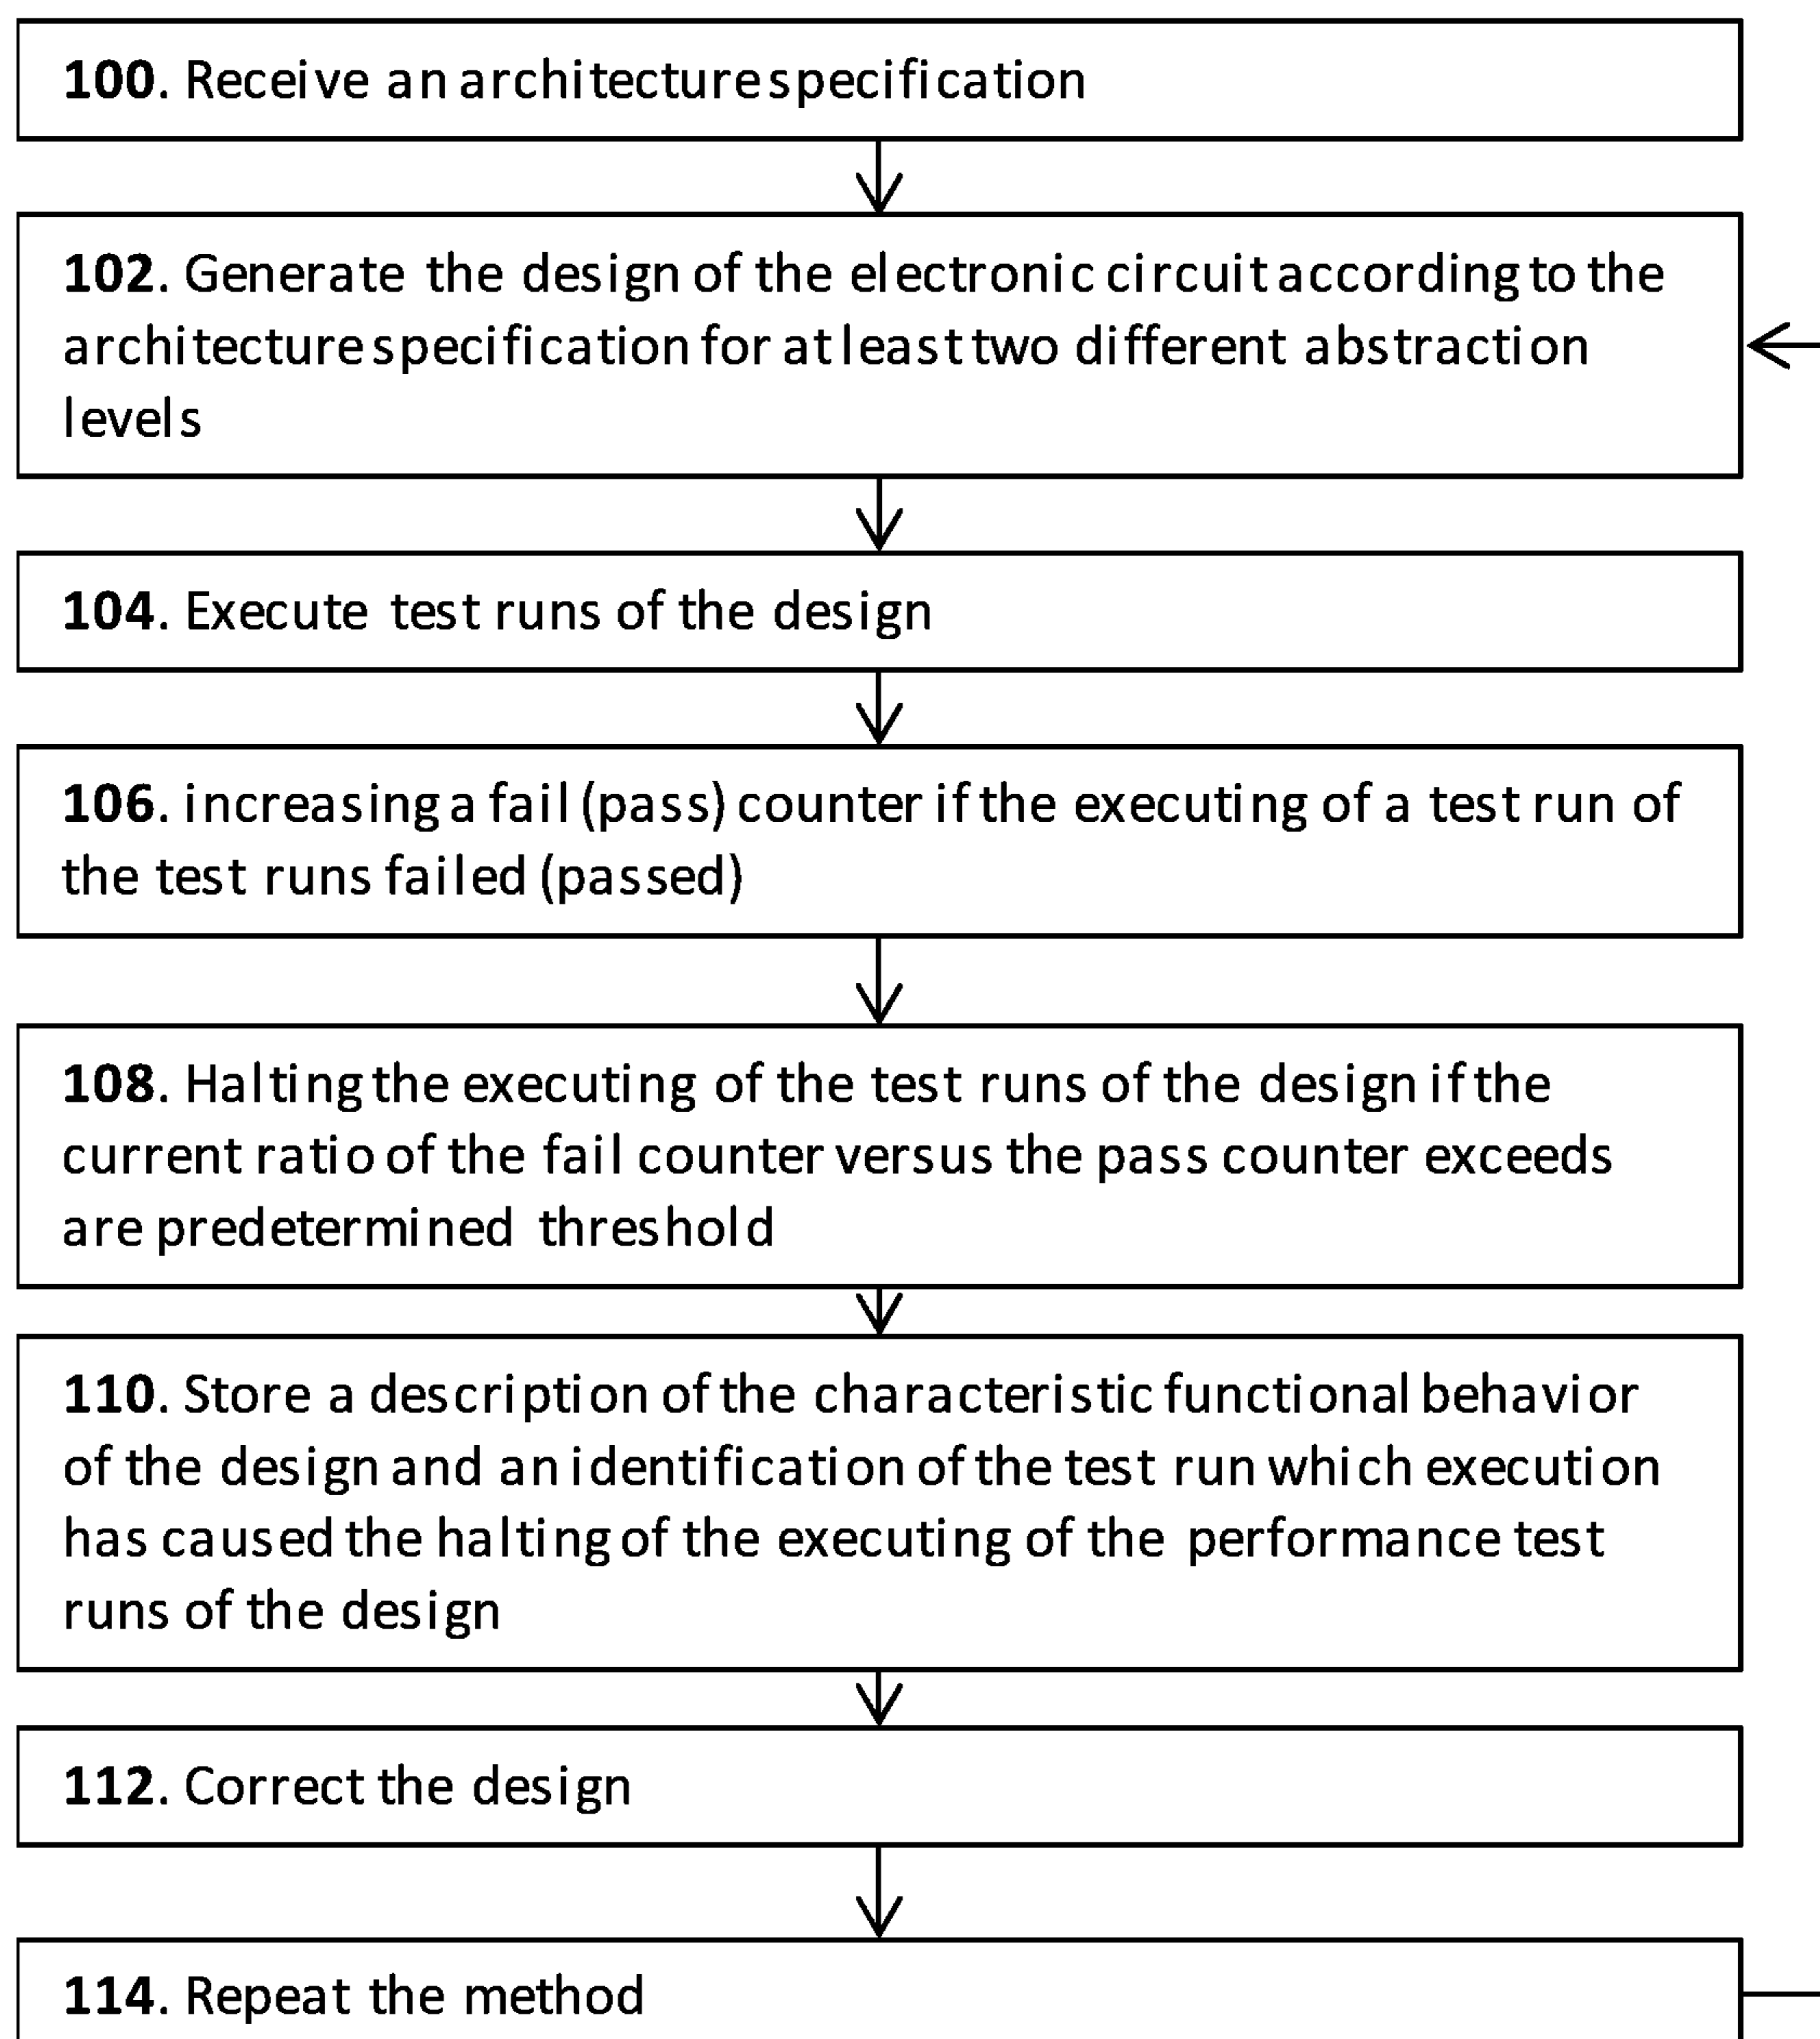 100. Receive an architecture specification
102. Generate the design of the electronic circuit according to the
architecture specification for at least two different abstraction
levels
104. Execute test runs of the design
106. increasing a fail (pass) counter if the executing of a test run of
the test runs failed (passed)
108. Halting the executing of the test runs of the design if the
current ratio of the fail counter versus the pass counter exceeds
are predetermined threshold
110. Store a description of the characteristic functional behavior
of the design and an identification of the test run which execution
has caused the halting of the executing of the performance test
runs of the design
112. Correct the design
114. Repeat the method